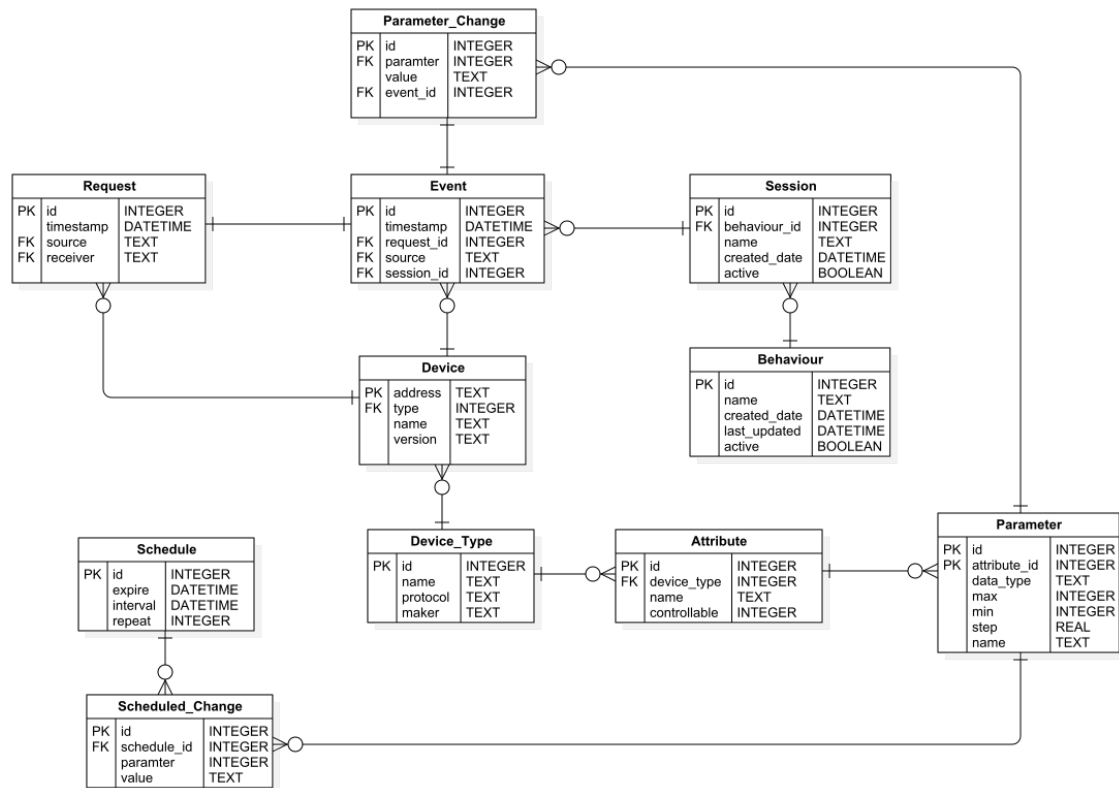 Parameter_Change
PK id INTEGER
FK paramter INTEGER
value TEXT
FK event_id INTEGER
Request
PK id INTEGER
timestamp DATETIME
FK source TEXT
FK receiver TEXT
Event
PK id INTEGER
timestamp DATETIME
FK request_id INTEGER
FK source TEXT
FK session_id INTEGER
Session
PK id INTEGER
FK behaviour_id INTEGER
name TEXT
created_date DATETIME
active BOOLEAN
Behaviour
PK id INTEGER
name TEXT
created_date DATETIME
last_updated DATETIME
active BOOLEAN
Device
PK address TEXT
FK type INTEGER
name TEXT
version TEXT
Device_Type
PK id INTEGER
name TEXT
protocol TEXT
maker TEXT
Attribute
PK id INTEGER
FK device_type INTEGER
name TEXT
controllable INTEGER
Parameter
PK id INTEGER
PK attribute_id INTEGER
data_type TEXT
max INTEGER
min INTEGER
step REAL
name TEXT
Schedule
PK id INTEGER
expire DATETIME
interval DATETIME
repeat INTEGER
Scheduled_Change
PK id INTEGER
FK schedule_id INTEGER
paramter INTEGER
value TEXT